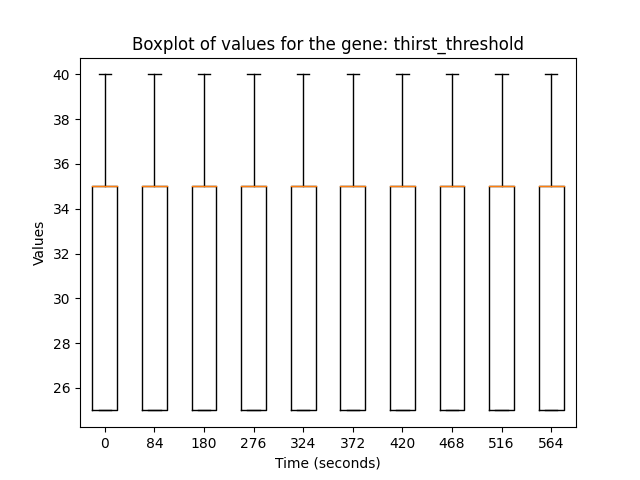 Boxplot of values for the gene: thirst_threshold
40
38
36
34
32
30
28
26
Values
0 84 180 276 324 372 420 468 516 564
Time (seconds)